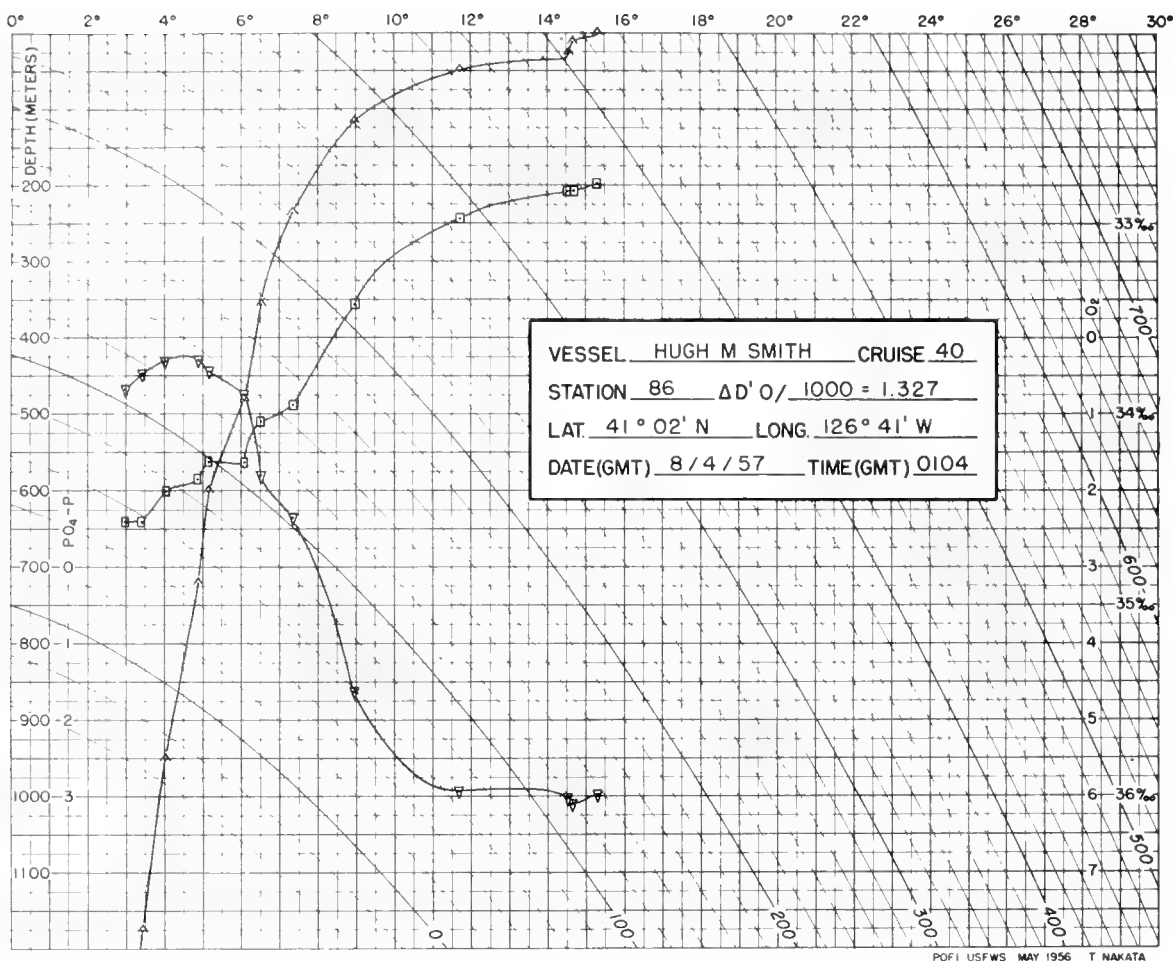 0° 2° 4° 6° 8° 10° 12° 14° 16° 18° 20° 22° 24° 26° 28° 30°
DEPTH (METERS)
200
33‰
300
O₂
700
400 0
VESSEL HUGH M SMITH CRUISE 40
STATION 86 ΔD' 0/ 1000 = 1.327
LAT. 41° 02' N LONG. 126° 41' W
DATE(GMT) 8/4/57 TIME(GMT) 0104
500 1 34‰
600 2
PO₄-P
700 0 3
600
35‰
800 1 4
900 2 5
1000 3 6 36‰
500
1100 7
0 100 200 300 400
POFI USFWS MAY 1956 T NAKATA